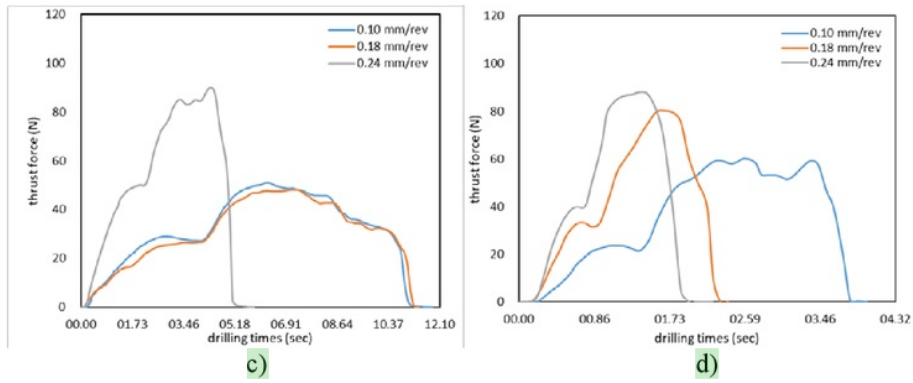 120
100
80
60
40
20
0
thrust force (N)
0.10 mm/rev
0.18 mm/rev
0.24 mm/rev
00.00 01.73 03.46 05.18 06.91 08.64 10.37 12.10
drilling times (sec)
c)
120
100
80
60
40
20
0
thrust force (N)
0.10 mm/rev
0.18 mm/rev
0.24 mm/rev
00.00 00.86 01.73 02.59 03.46 04.32
drilling times (sec)
d)